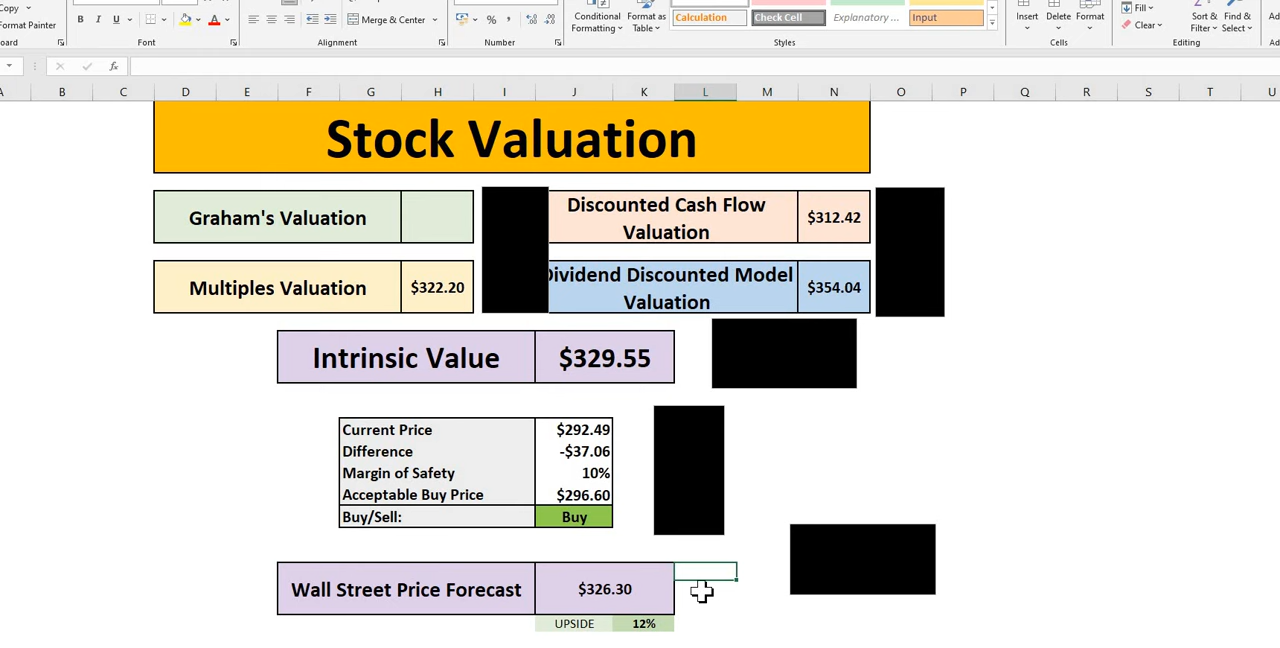 Copy
Format Painter
B I U
A
Merge & Center
$ % ,
Conditional Formatting
Format as Table
Calculation
Check Cell
Explanatory ...
Input
Insert
Delete
Format
Fill
Clear
Sort & Filter
Find & Select
Font
Alignment
Number
Styles
Cells
Editing
fx
A B C D E F G H I J K L M N O P Q R S T U
Stock Valuation
Graham's Valuation
Discounted Cash Flow
Valuation
$312.42
Multiples Valuation
$322.20
Dividend Discounted Model
Valuation
$354.04
Intrinsic Value
$329.55
Current Price $292.49
Difference -$37.06
Margin of Safety 10%
Acceptable Buy Price $296.60
Buy/Sell: Buy
Wall Street Price Forecast
$326.30
UPSIDE 12%